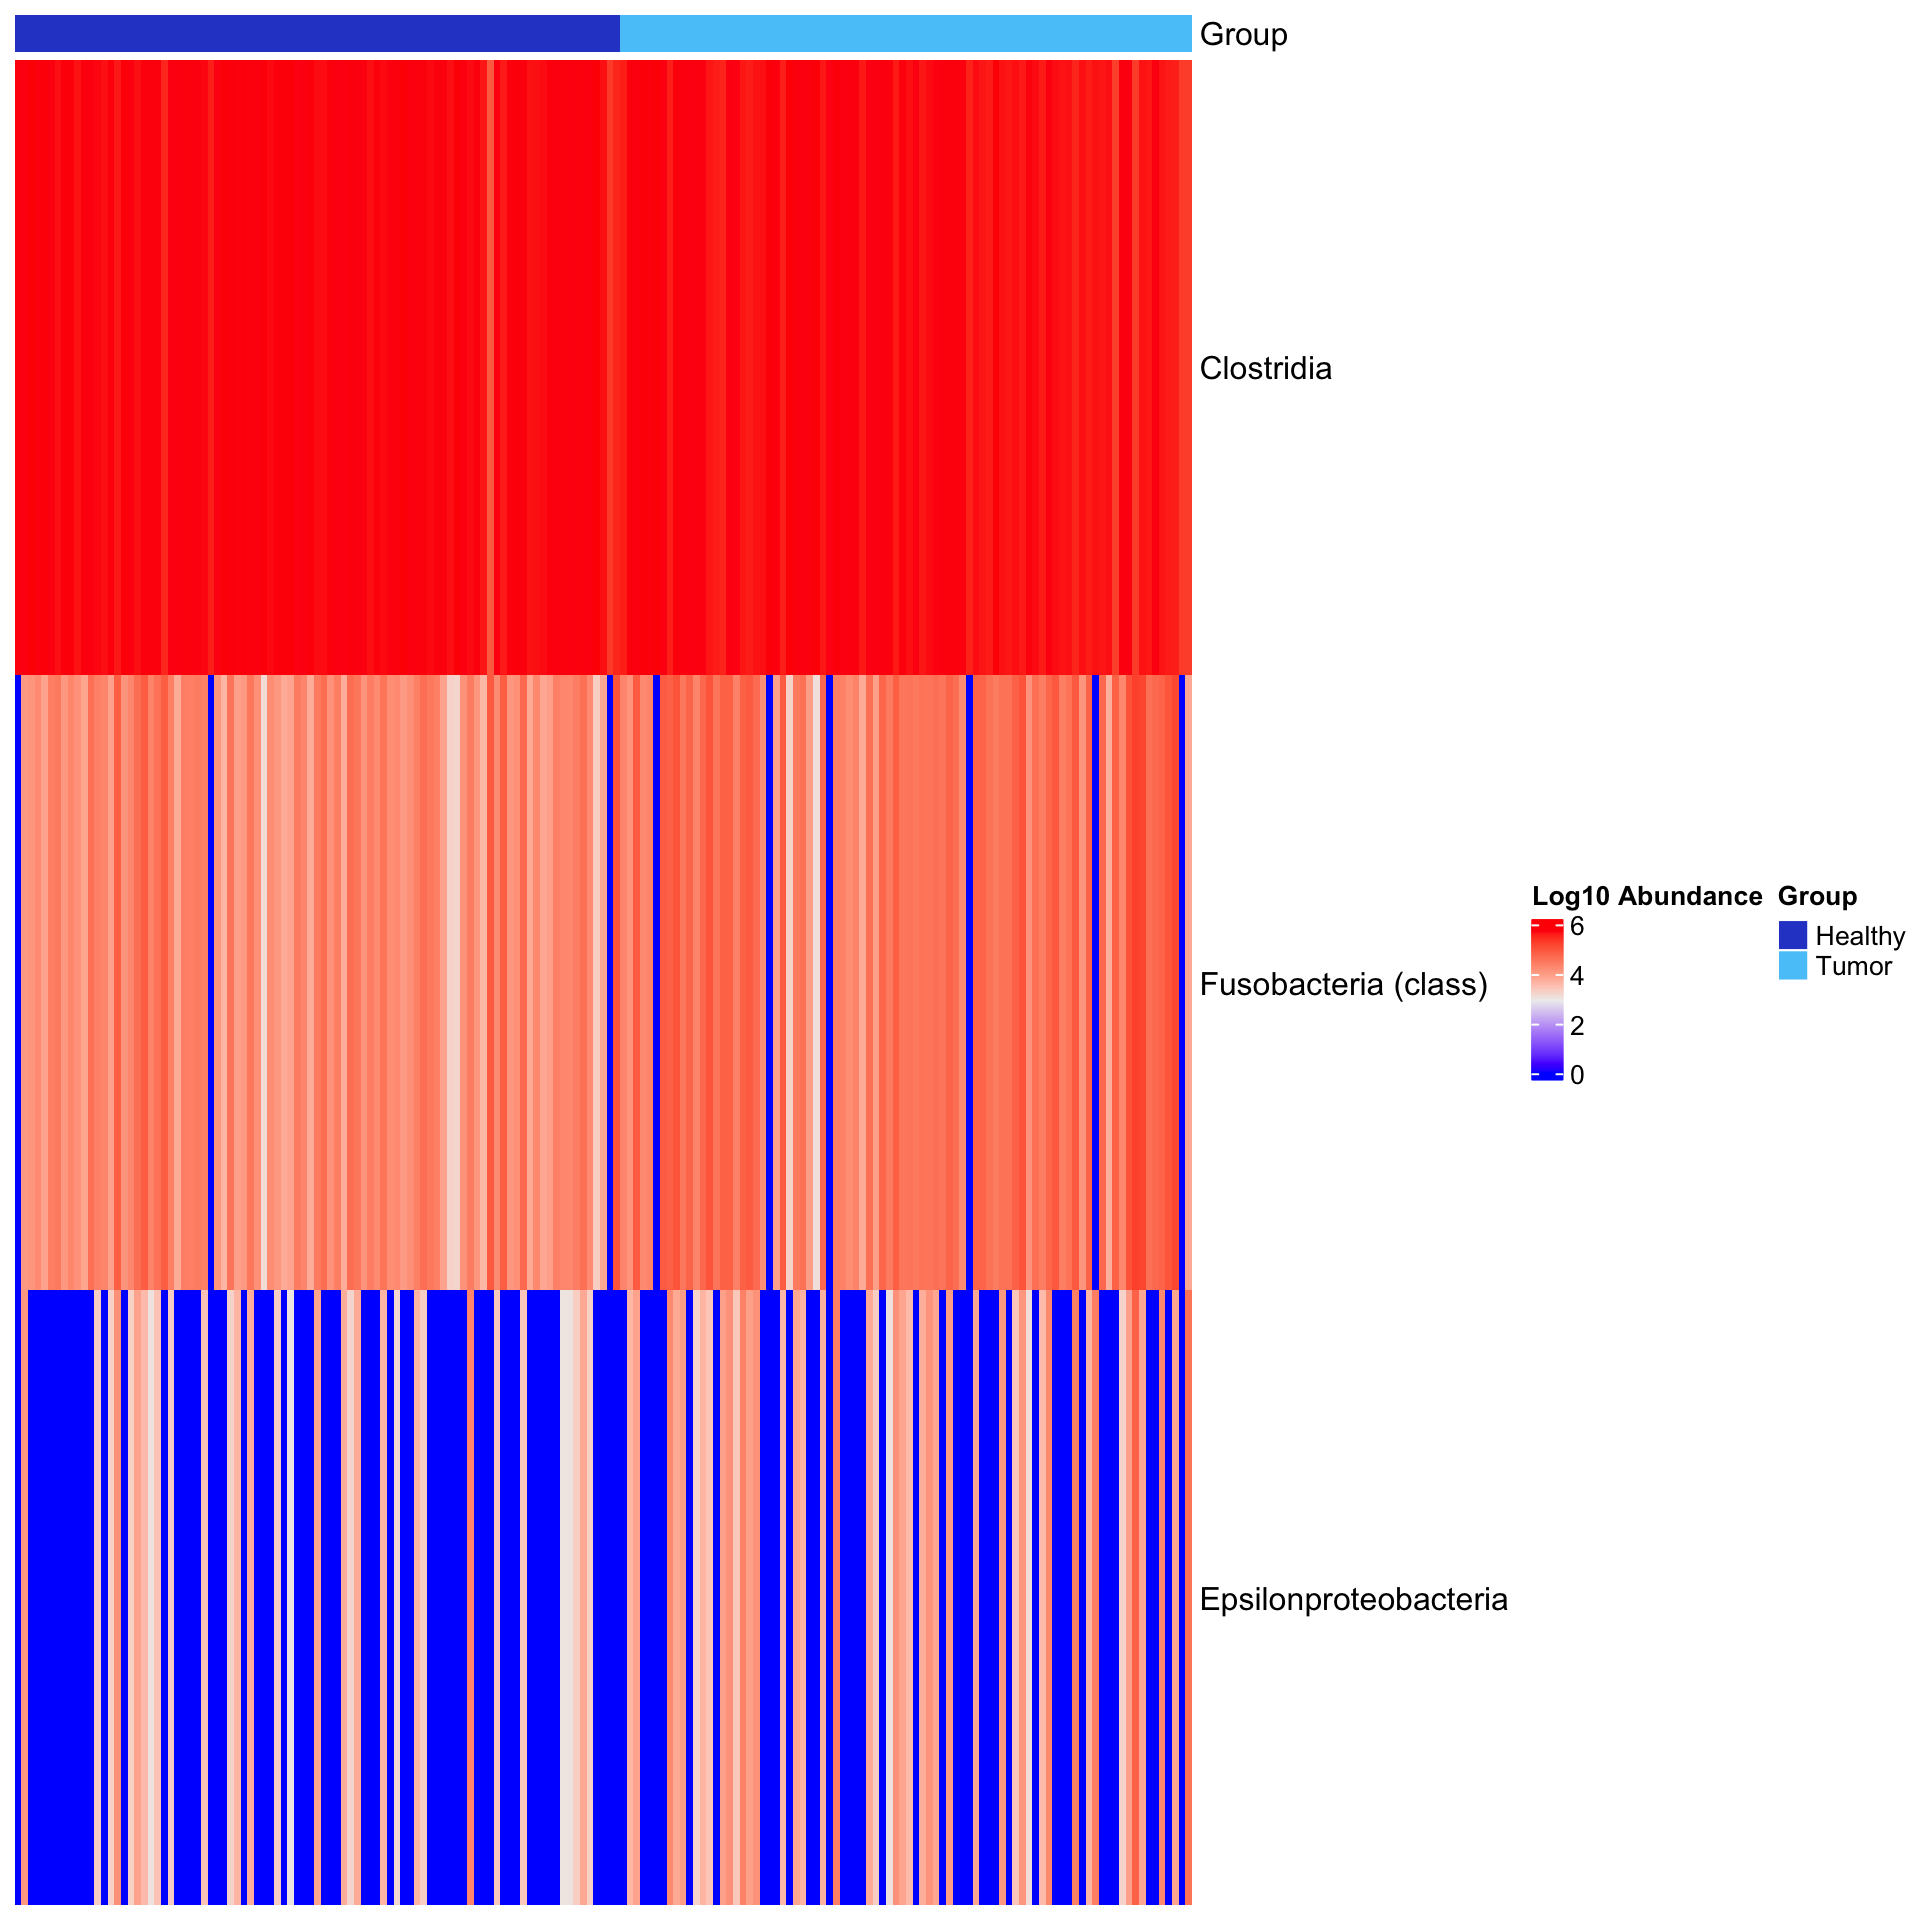 Group
Clostridia
Fusobacteria (class)
Epsilonproteobacteria
Log10 Abundance
6
4
2
0
Group
Healthy
Tumor